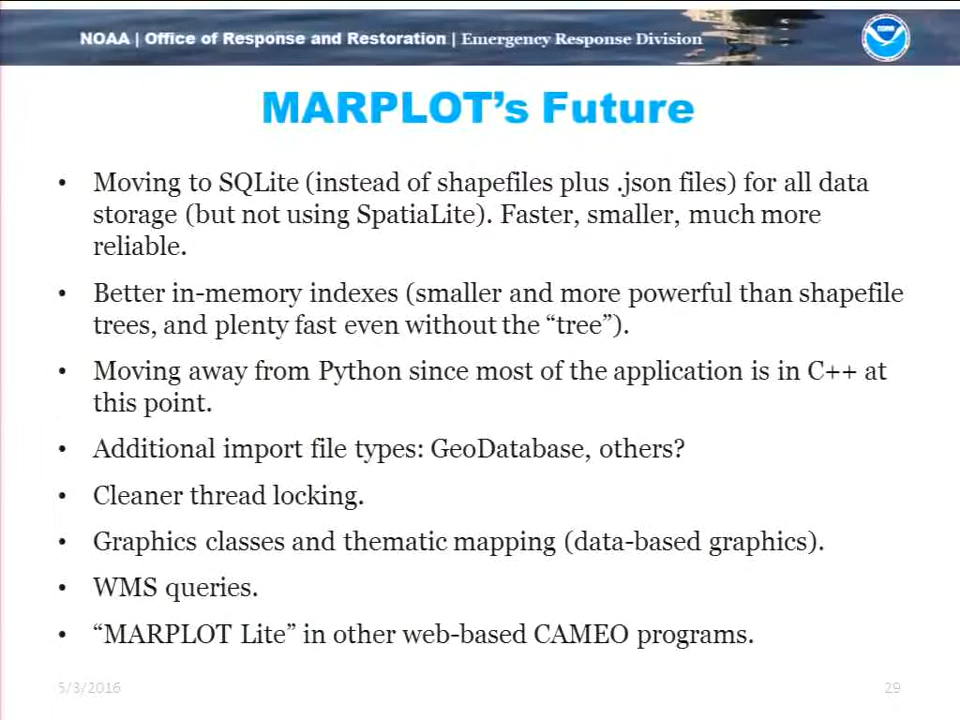 NOAA | Office of Response and Restoration | Emergency Response Division
MARPLOT's Future
• Moving to SQLite (instead of shapefiles plus .json files) for all data
storage (but not using SpatiaLite). Faster, smaller, much more
reliable.
• Better in-memory indexes (smaller and more powerful than shapefile
trees, and plenty fast even without the “tree”).
• Moving away from Python since most of the application is in C++ at
this point.
• Additional import file types: GeoDatabase, others?
• Cleaner thread locking.
• Graphics classes and thematic mapping (data-based graphics).
• WMS queries.
• “MARPLOT Lite” in other web-based CAMEO programs.
5/3/2016
29